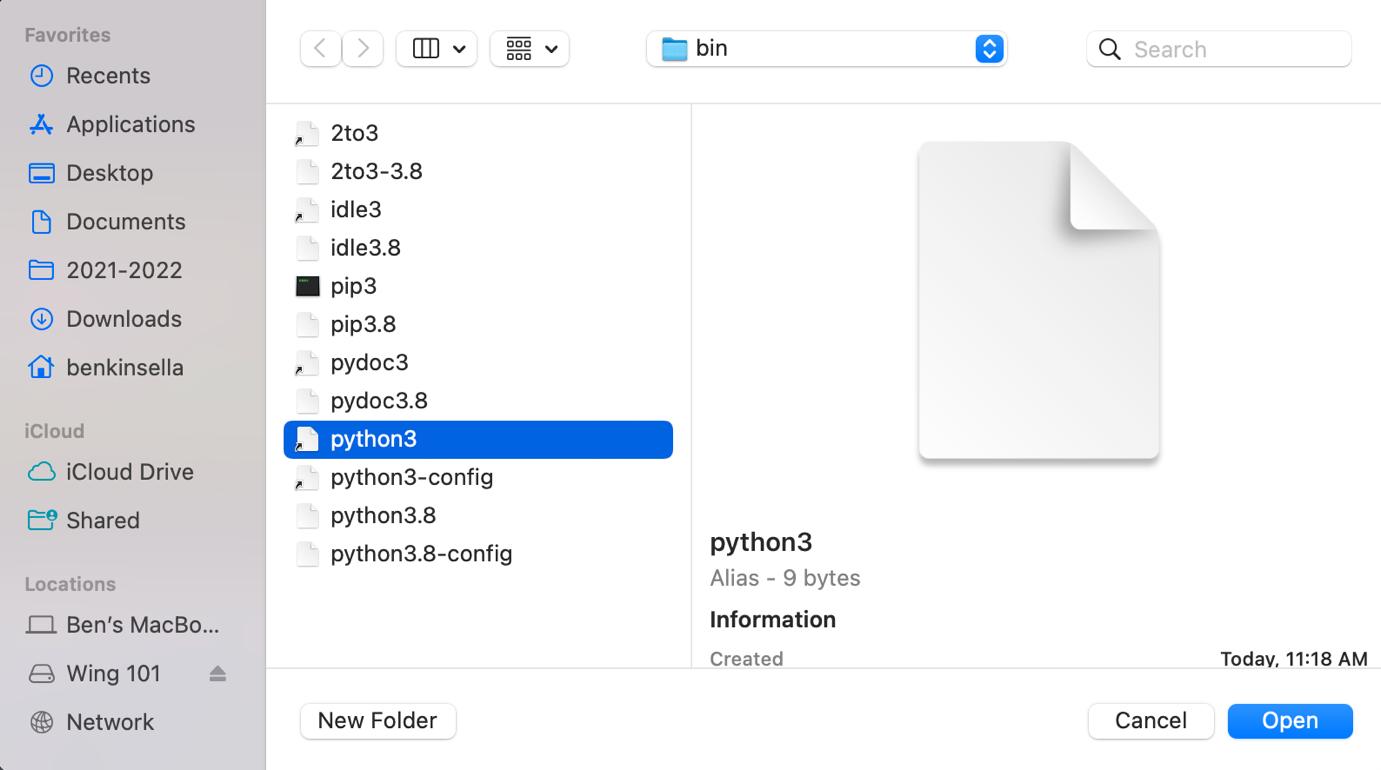 Favorites
Recents
Applications
Desktop
Documents
2021-2022
Downloads
benkinsella
iCloud
iCloud Drive
Shared
Locations
Ben’s MacBo...
Wing 101
Network
bin
Search
2to3
2to3-3.8
idle3
idle3.8
pip3
pip3.8
pydoc3
pydoc3.8
python3
python3-config
python3.8
python3.8-config
python3
Alias - 9 bytes
Information
Created Today, 11:18 AM
New Folder
Cancel
Open